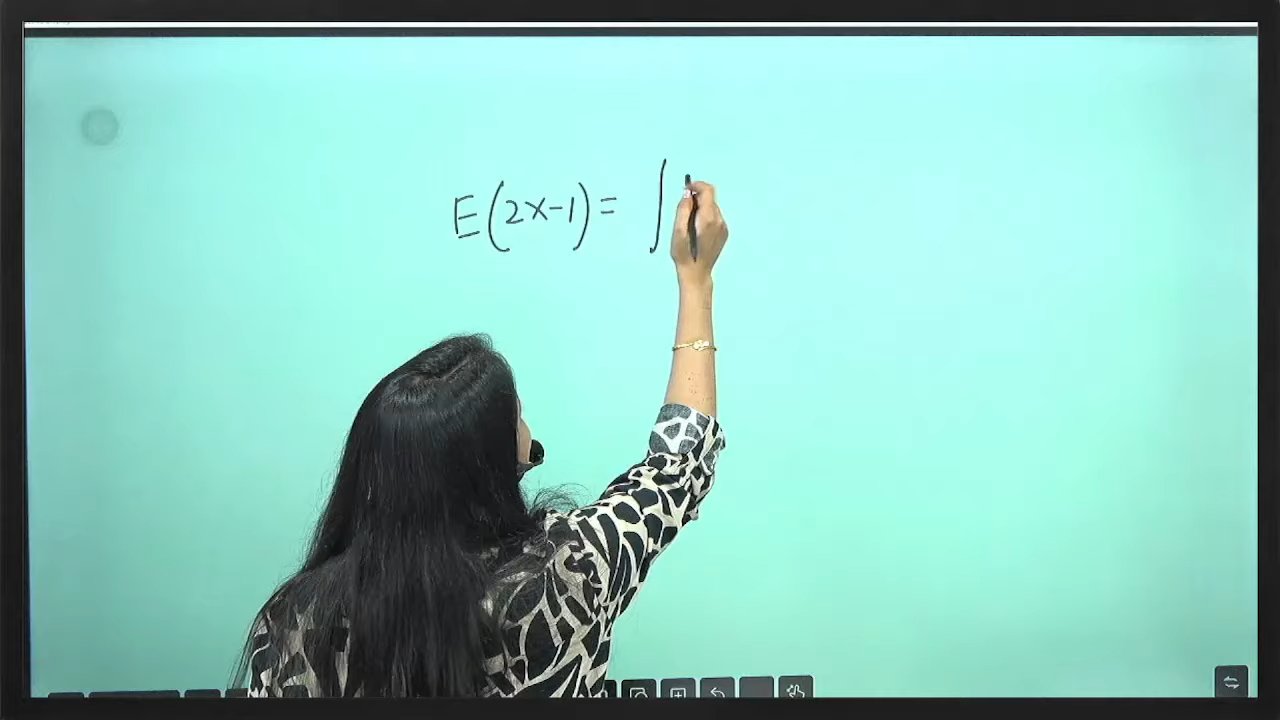 E(2x-1) = ∫